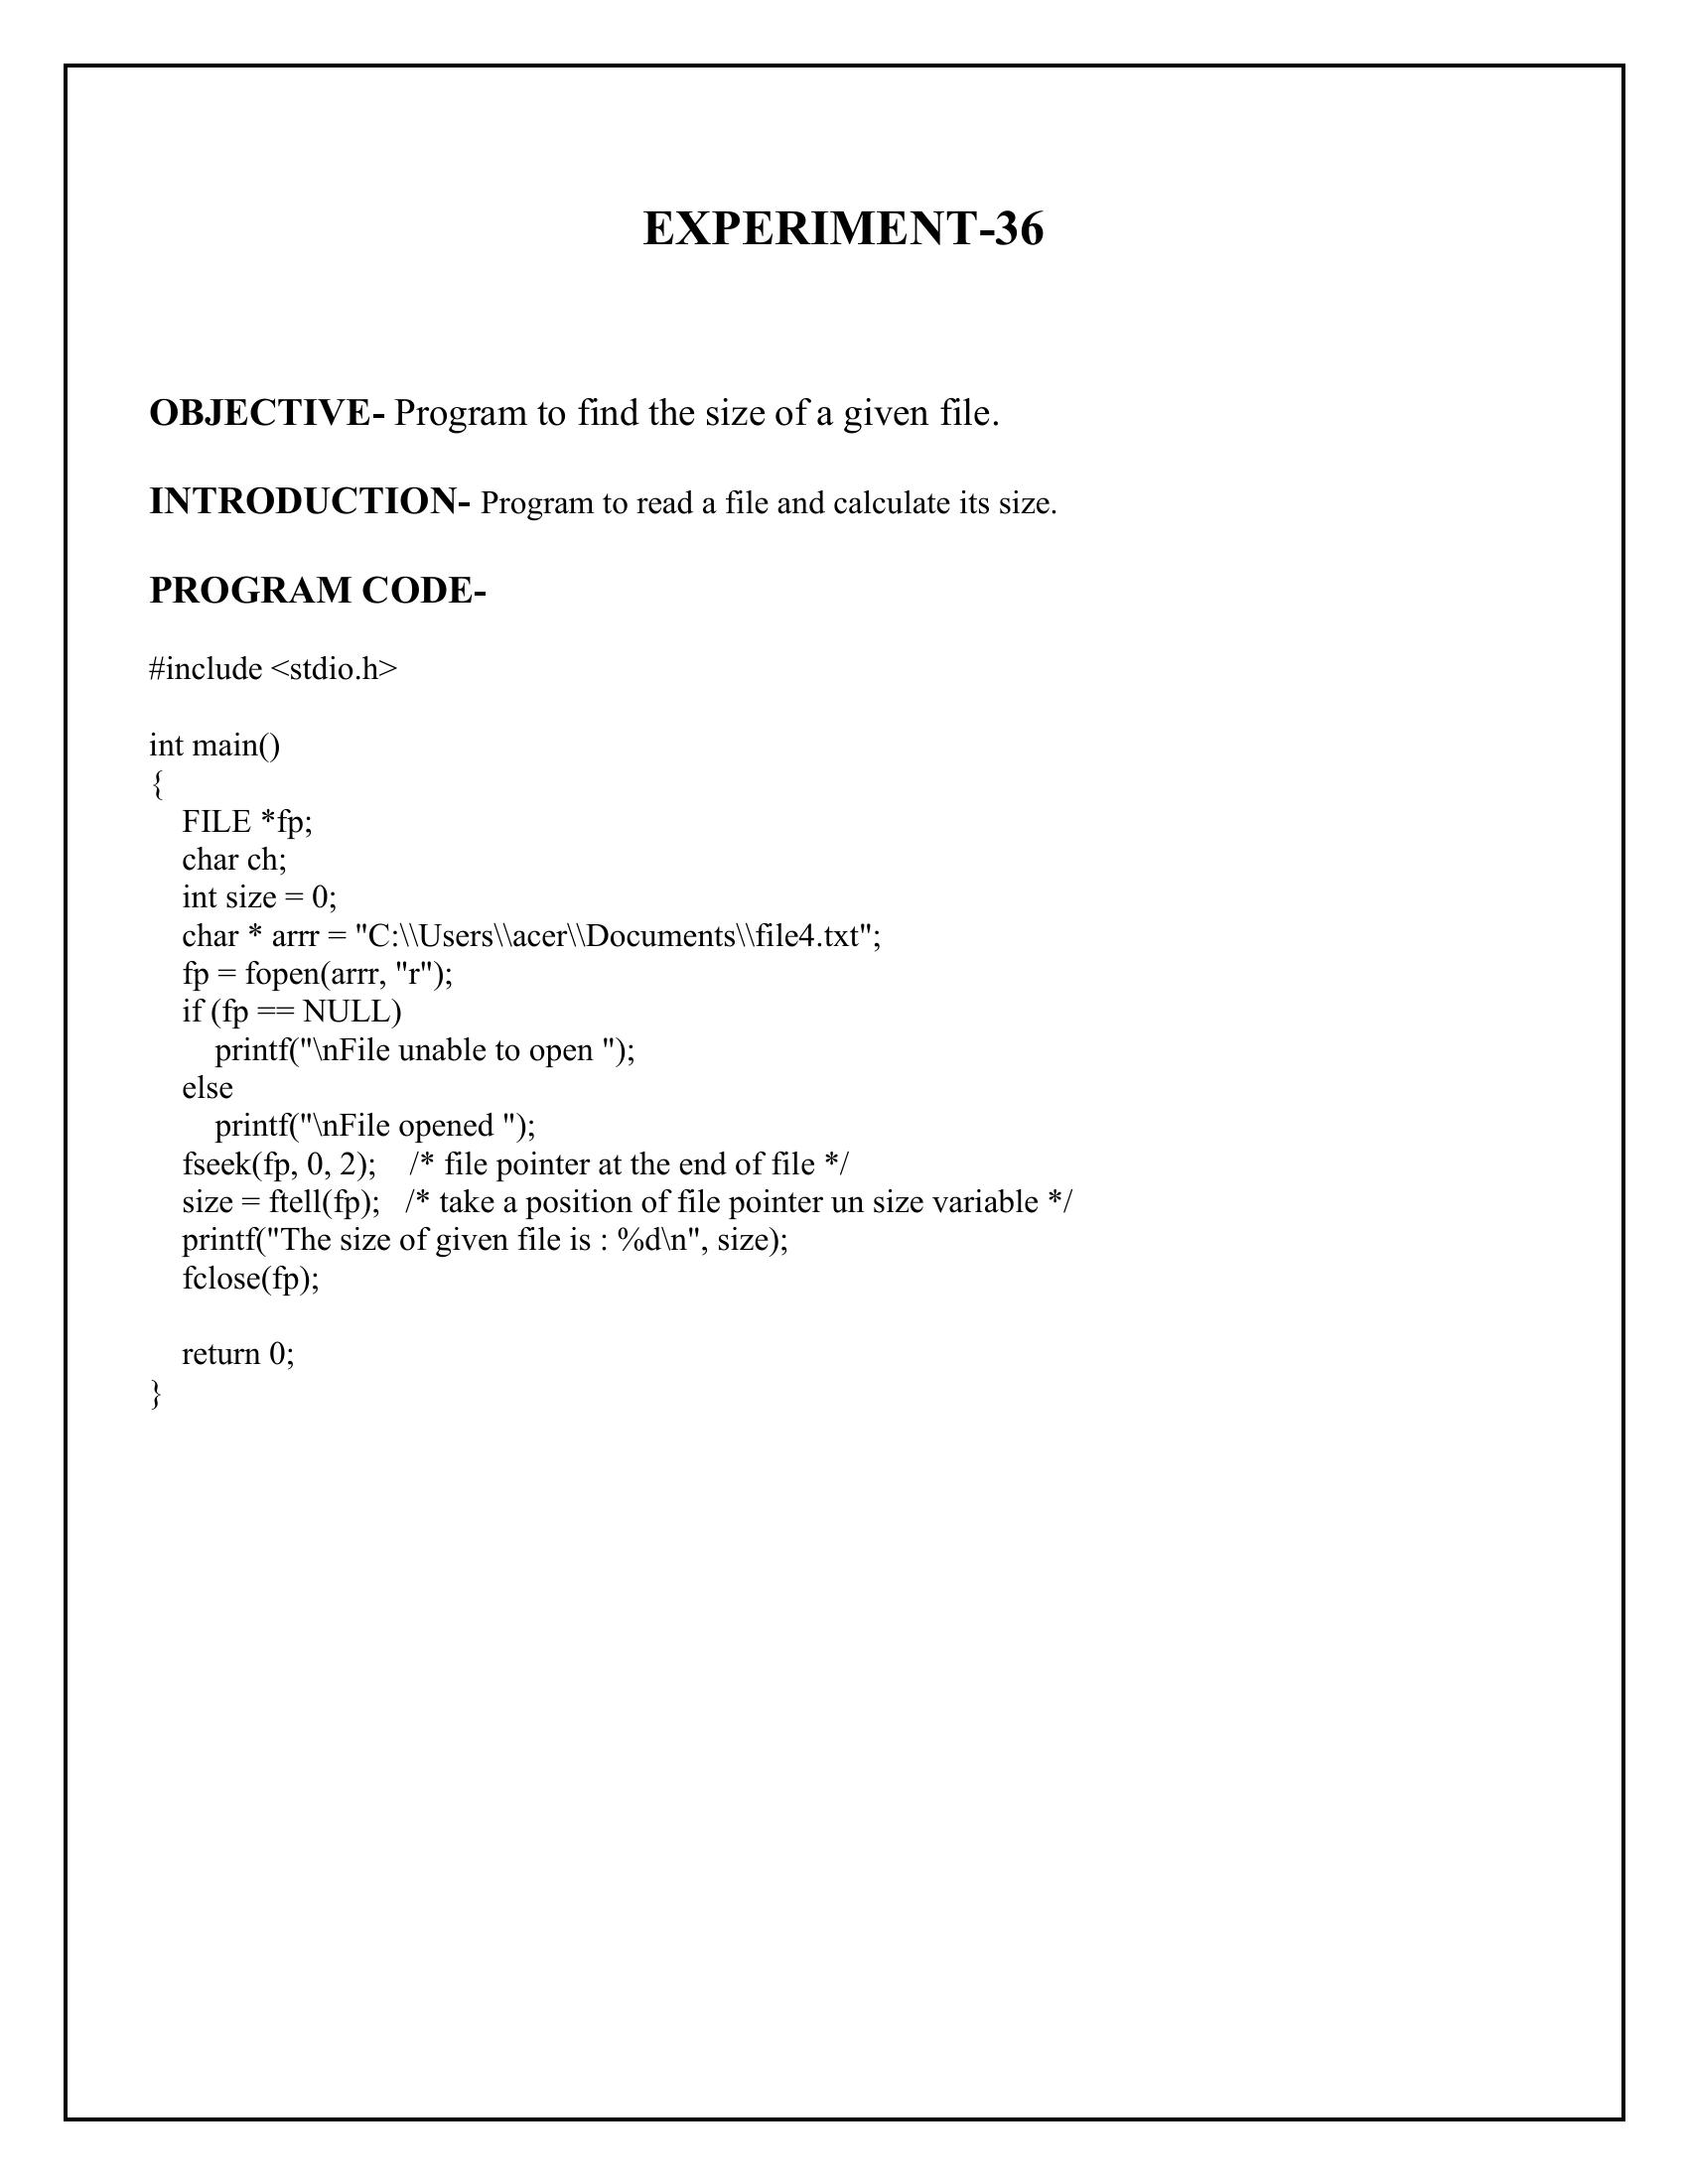 EXPERIMENT-36
OBJECTIVE- Program to find the size of a given file.
INTRODUCTION- Program to read a file and calculate its size.
PROGRAM CODE-
#include <stdio.h>
int main()
{
    FILE *fp;
    char ch;
    int size = 0;
    char * arrr = "C:\\Users\\acer\\Documents\\file4.txt";
    fp = fopen(arrr, "r");
    if (fp == NULL)
        printf("\nFile unable to open ");
    else
        printf("\nFile opened ");
    fseek(fp, 0, 2);    /* file pointer at the end of file */
    size = ftell(fp);   /* take a position of file pointer un size variable */
    printf("The size of given file is : %d\n", size);
    fclose(fp);
    return 0;
}